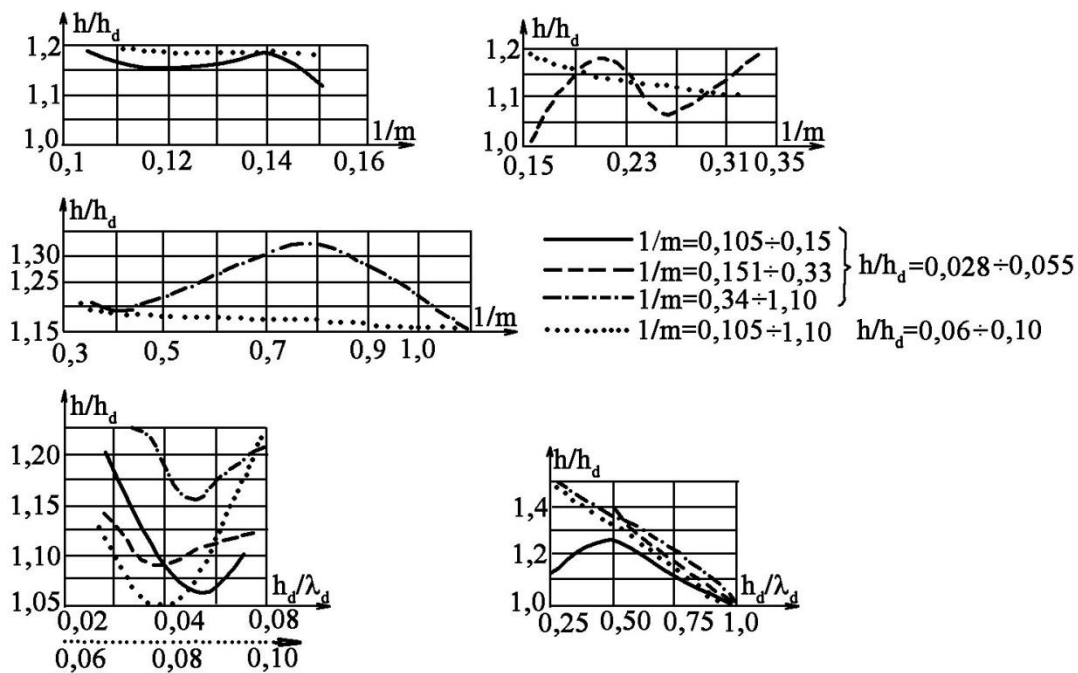 h/h_d
1,2
1,1
1,0
1/m
0,1 0,12 0,14 0,16
h/h_d
1,2
1,1
1,0
1/m
0,15 0,23 0,31 0,35
h/h_d
1,30
1,25
1,15
1/m
0,3 0,5 0,7 0,9 1,0
1/m=0,105÷0,15
1/m=0,151÷0,33
1/m=0,34÷1,10
h/h_d=0,028÷0,055
1/m=0,105÷1,10 h/h_d=0,06÷0,10
h/h_d
1,20
1,15
1,10
1,05
h_d/λ_d
0,02 0,04 0,08
0,06 0,08 0,10
h/h_d
1,4
1,2
1,0
h_d/λ_d
0,25 0,50 0,75 1,0